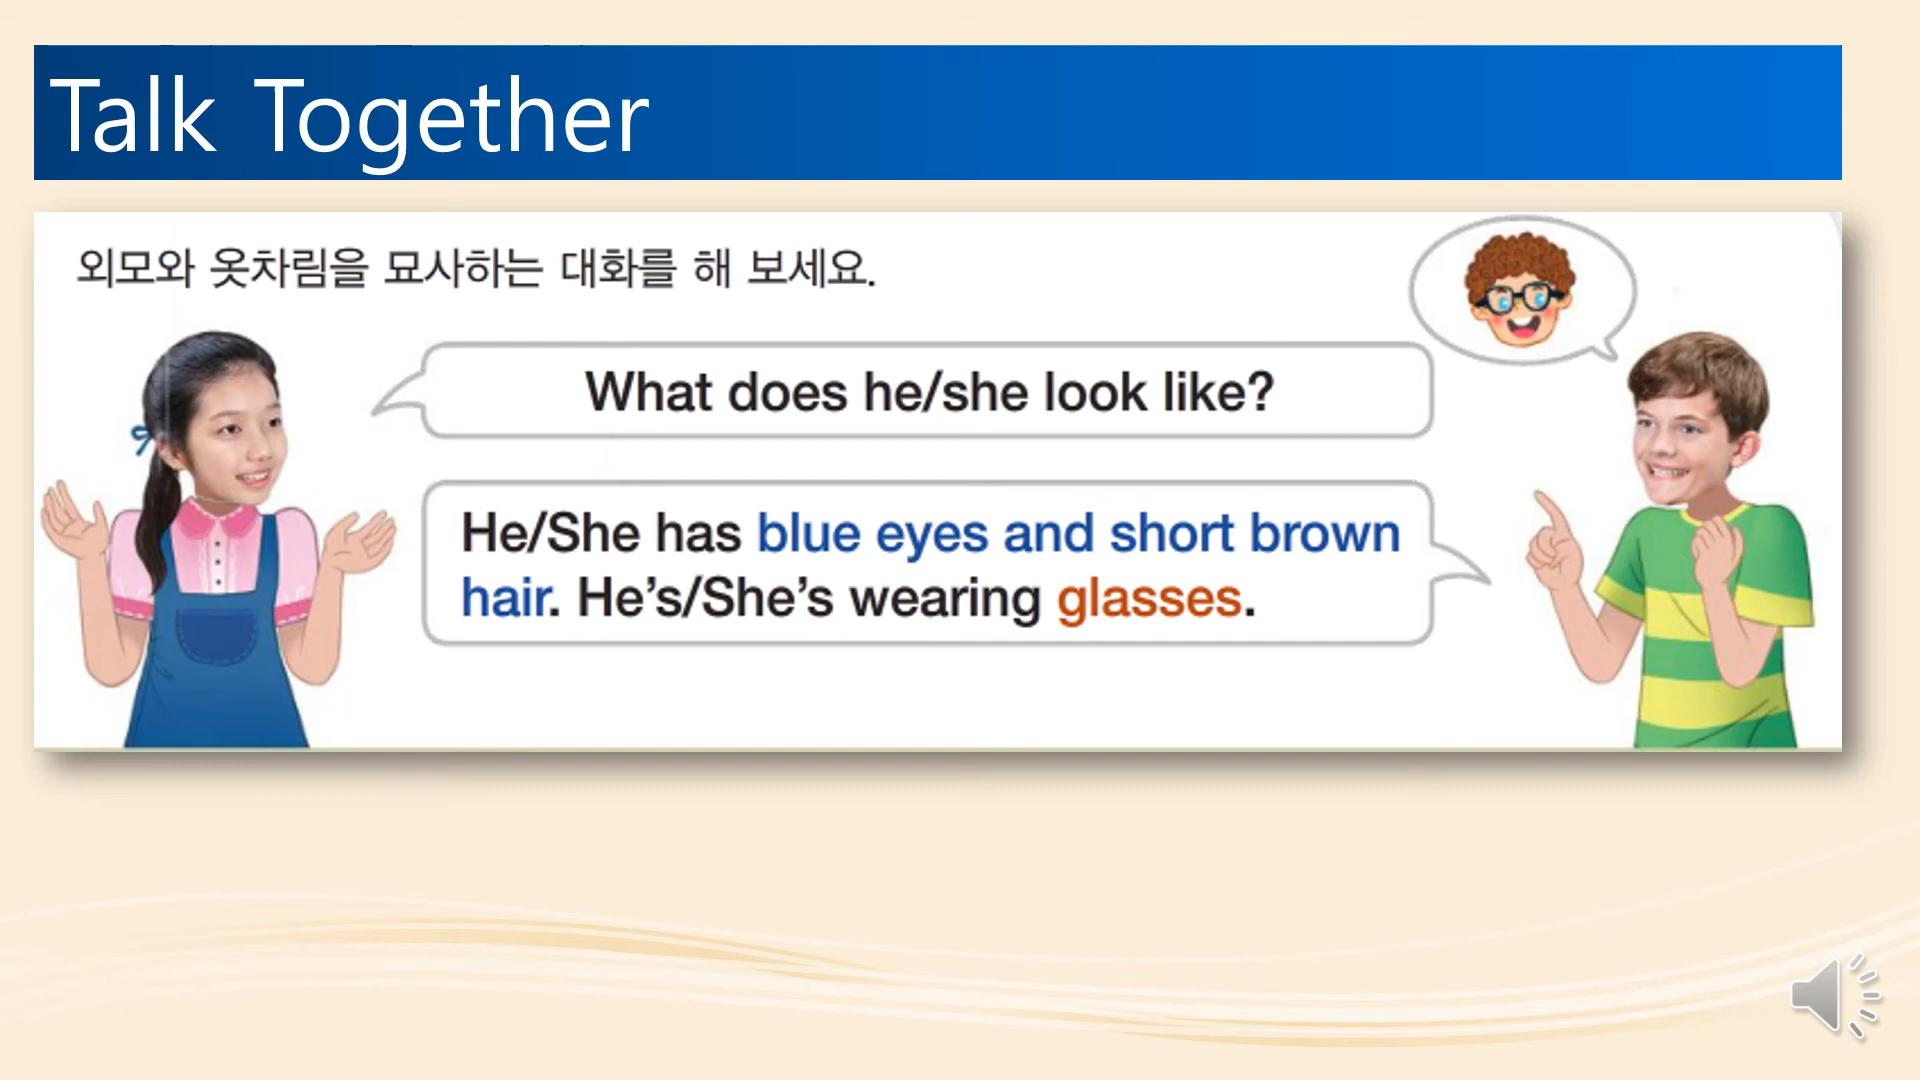 Talk Together
외모와 옷차림을 묘사하는 대화를 해 보세요.
What does he/she look like?
He/She has blue eyes and short brown
hair. He’s/She’s wearing glasses.